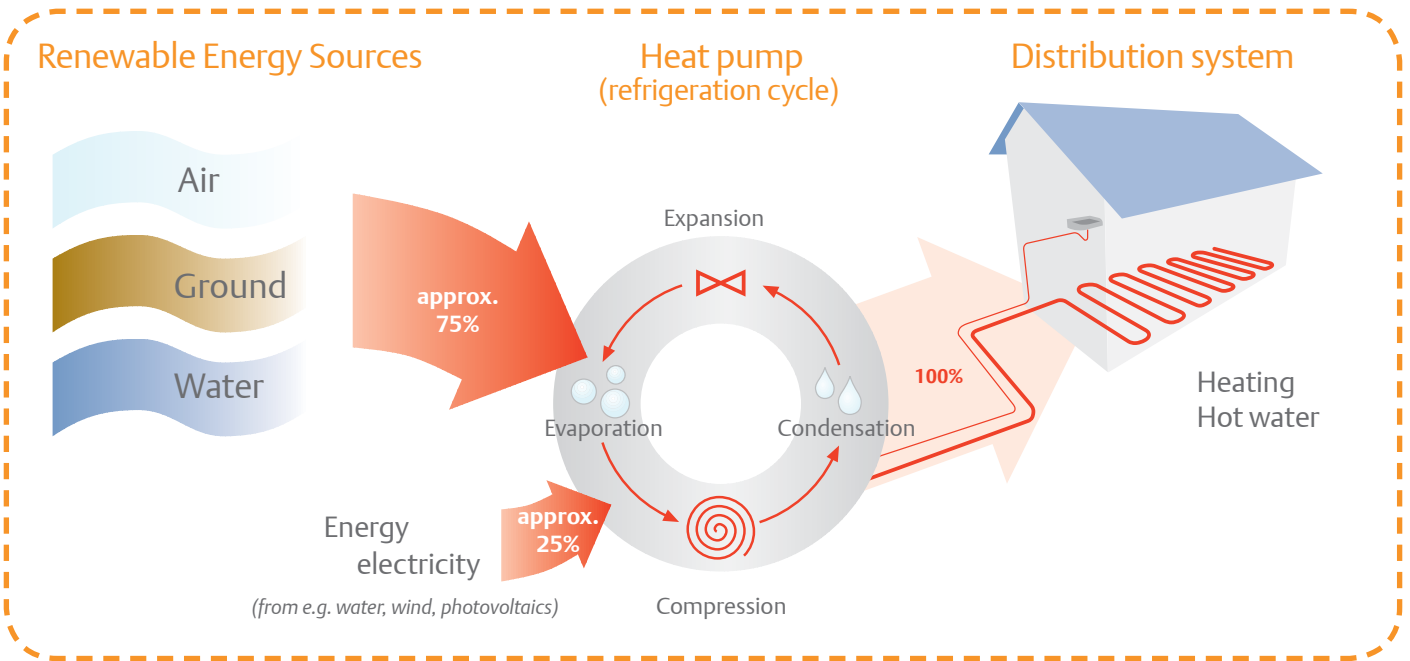 Renewable Energy Sources
Heat pump
(refrigeration cycle)
Distribution system
Air
Ground
Water
approx.
75%
Expansion
Evaporation
Condensation
Compression
Energy
electricity
(from e.g. water, wind, photovoltaics)
approx.
25%
100%
Heating
Hot water